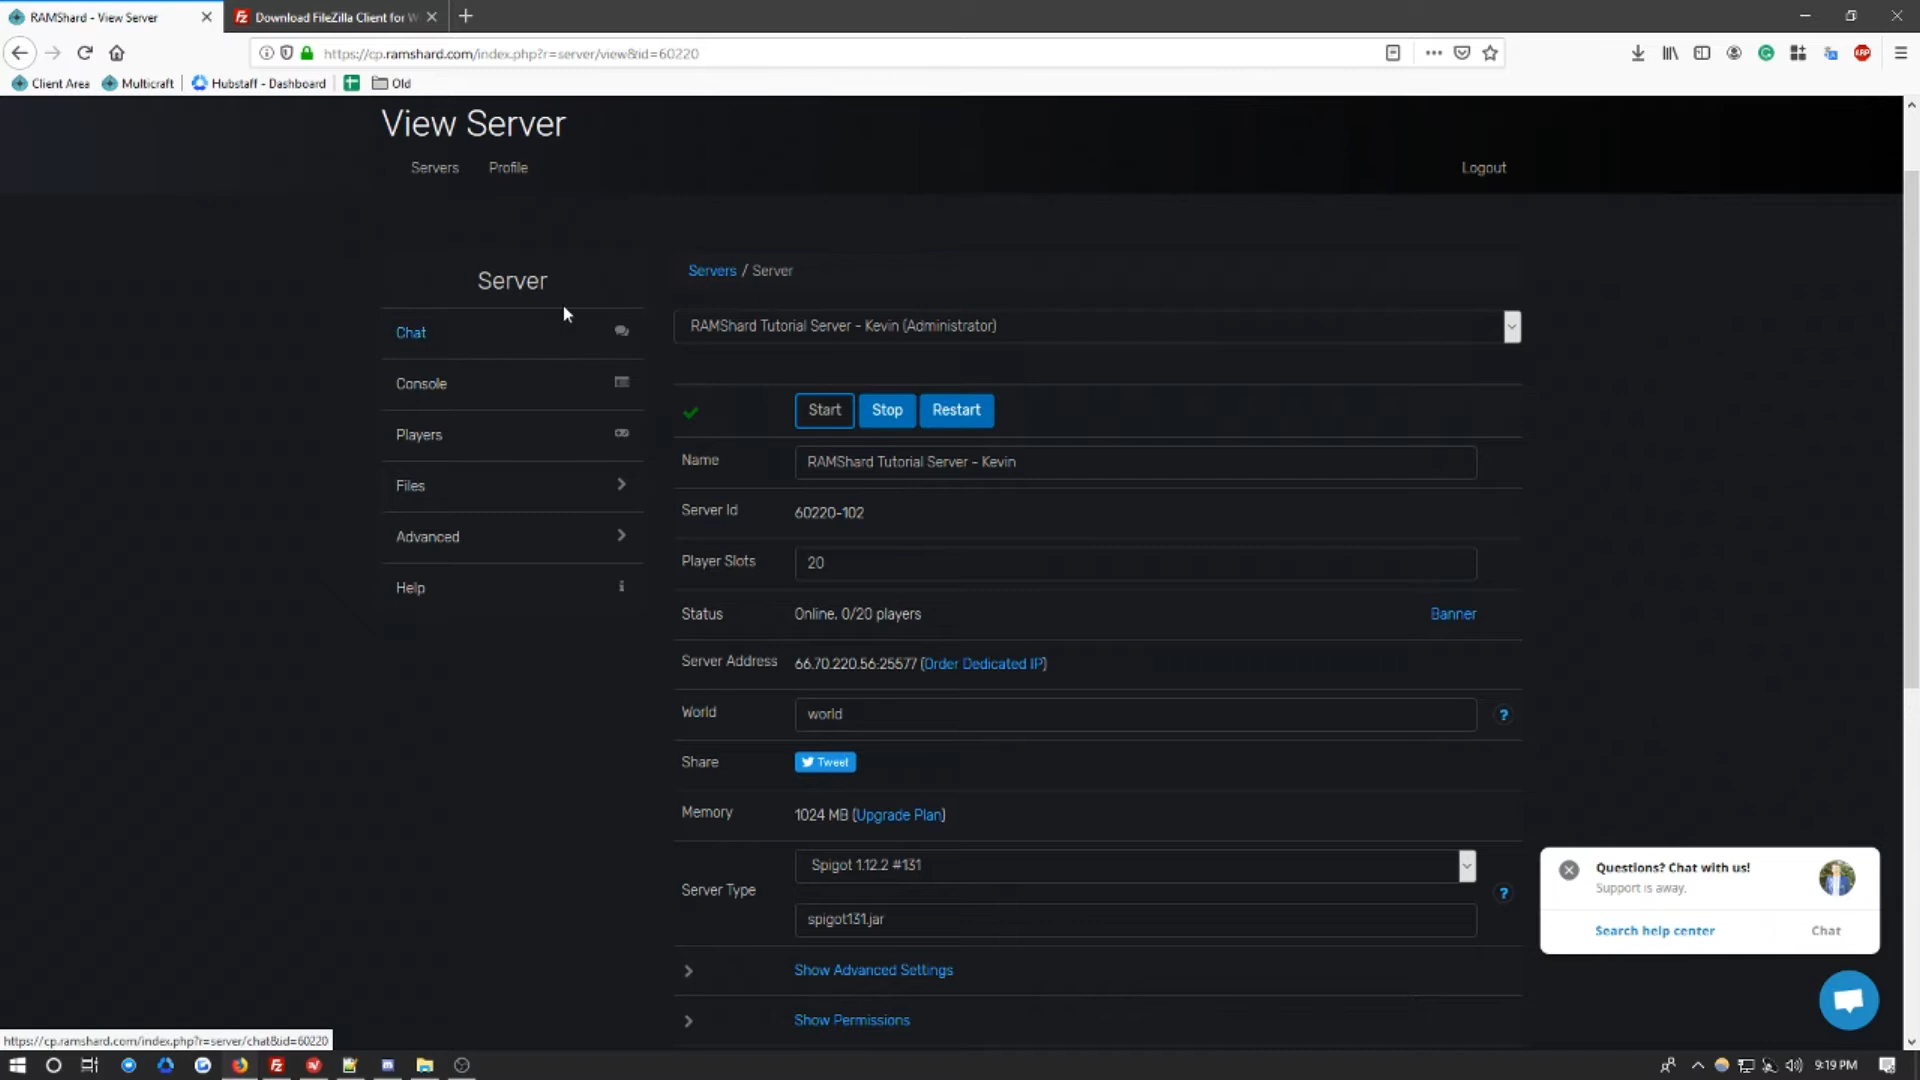 RAMShard - View Server
Download FileZilla Client for W
https://cp.ramshard.com/index.php?r=server/view&id=60220
Client Area
Multicraft
Hubstaff - Dashboard
Old
View Server
Servers
Profile
Logout
Server
Chat
Console
Players
Files
Advanced
Help
Servers / Server
RAMShard Tutorial Server - Kevin (Administrator)
Start
Stop
Restart
Name
RAMShard Tutorial Server - Kevin
Server Id
60220-102
Player Slots
20
Status
Online, 0/20 players
Banner
Server Address
66.70.220.56:25577 (Order Dedicated IP)
World
world
?
Share
Tweet
Memory
1024 MB (Upgrade Plan)
Server Type
Spigot 1.12.2 #131
?
spigot131.jar
Show Advanced Settings
Show Permissions
Questions? Chat with us!
Support is away.
Search help center
Chat
https://cp.ramshard.com/index.php?r=server/chat&id=60220
9:19 PM